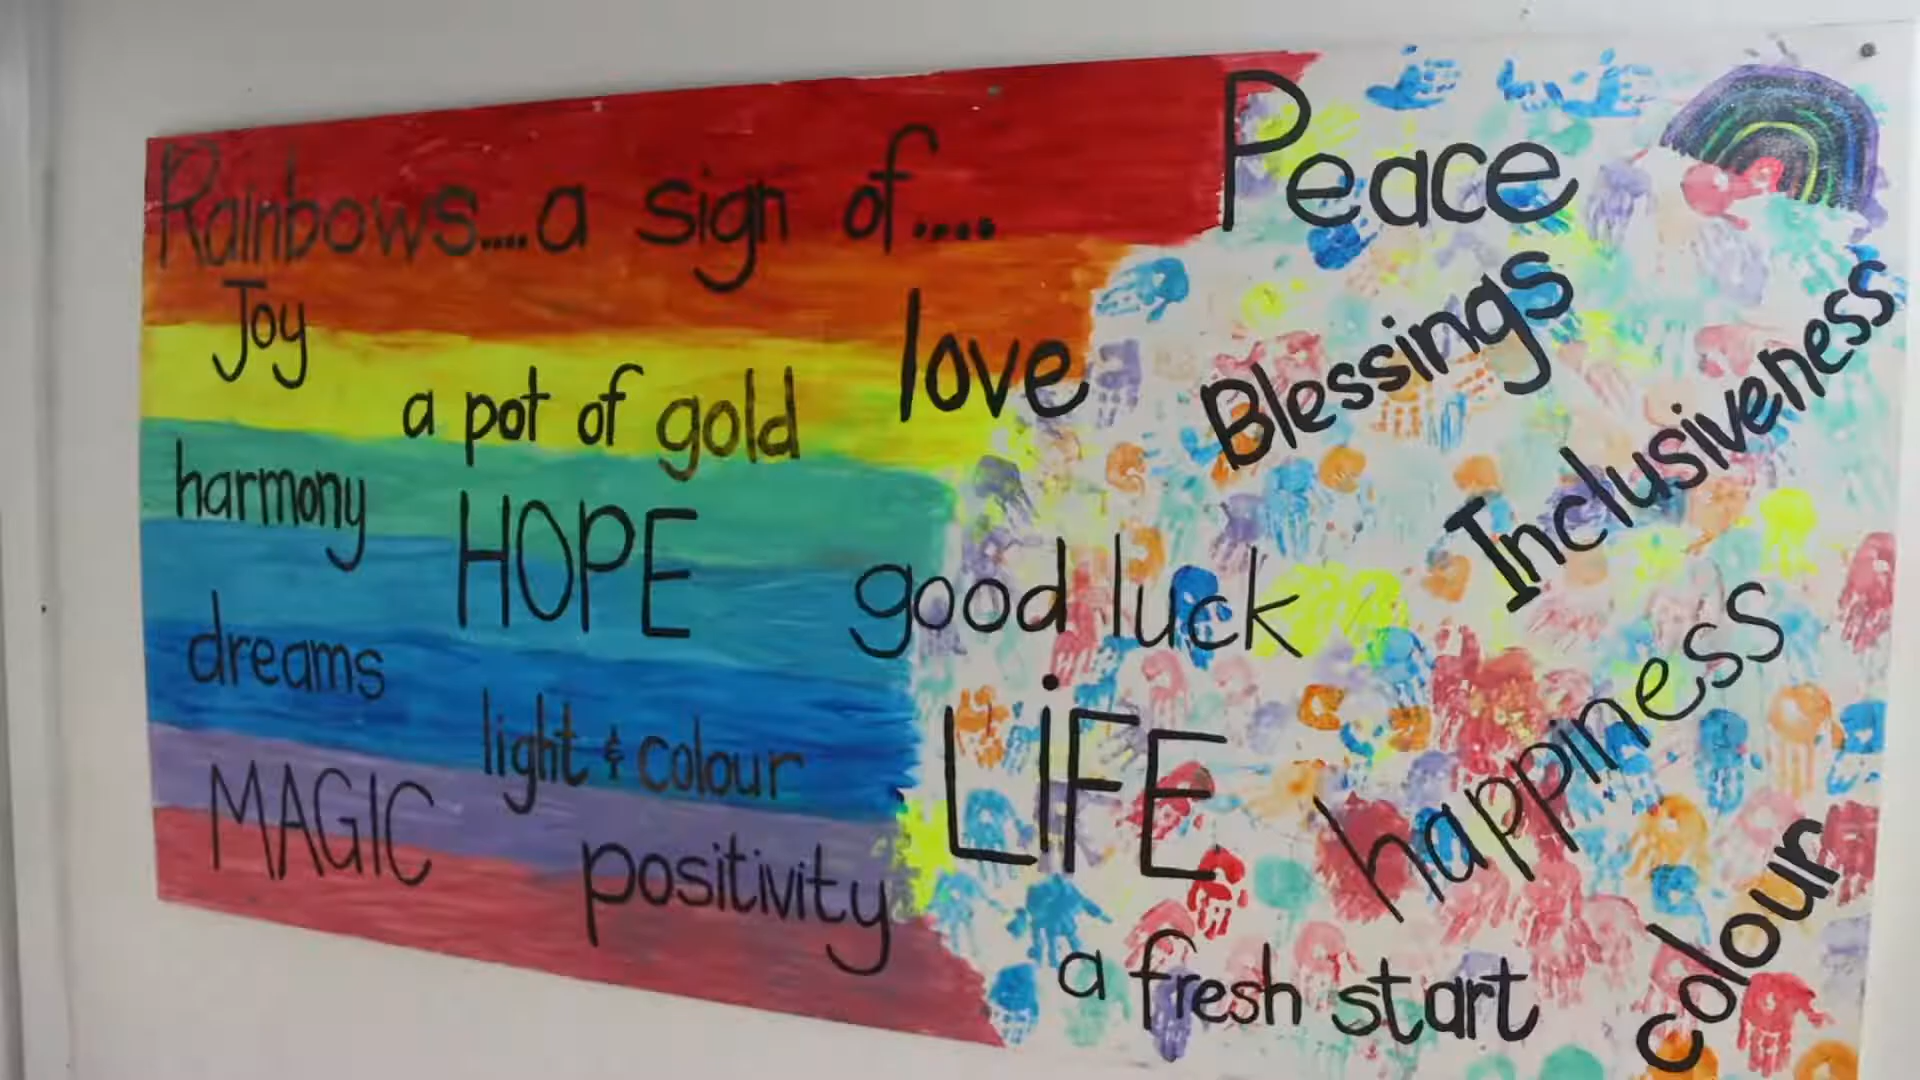 Rainbows....a sign of....
Peace
Joy
love
Blessings
a pot of gold
Inclusiveness
harmony
HOPE
good luck
dreams
happiness
light & colour
LiFE
MAGIC
positivity
a fresh start
colour